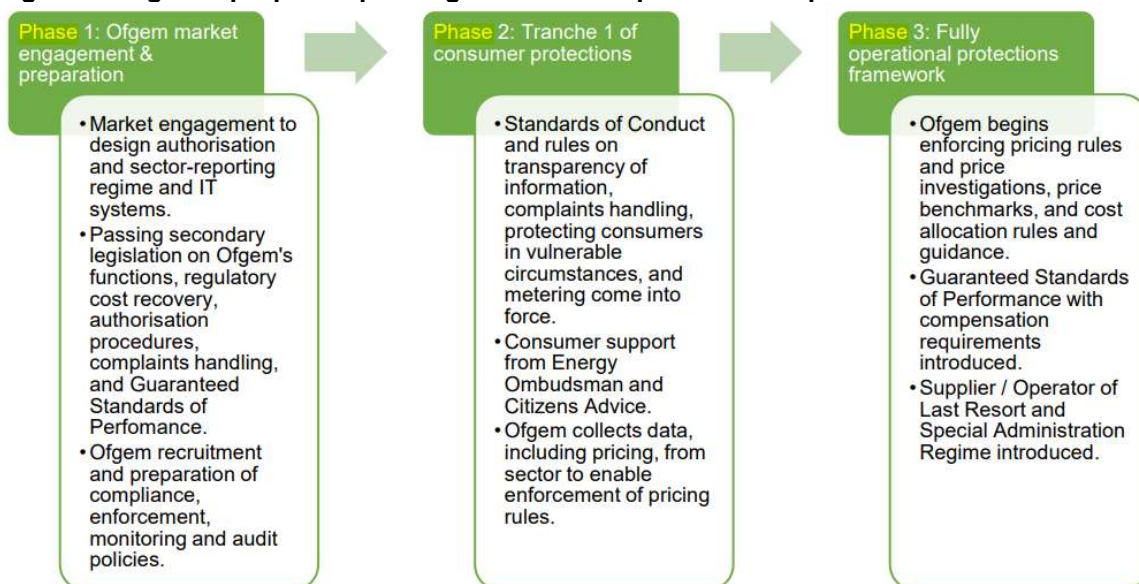 Phase 1: Ofgem market
engagement &
preparation
•Market engagement to
design authorisation
and sector-reporting
regime and IT
systems.
•Passing secondary
legislation on Ofgem's
functions, regulatory
cost recovery,
authorisation
procedures,
complaints handling,
and Guaranteed
Standards of
Perfomance.
•Ofgem recruitment
and preparation of
compliance,
enforcement,
monitoring and audit
policies.
Phase 2: Tranche 1 of
consumer protections
•Standards of Conduct
and rules on
transparency of
information,
complaints handling,
protecting consumers
in vulnerable
circumstances, and
metering come into
force.
•Consumer support
from Energy
Ombudsman and
Citizens Advice.
•Ofgem collects data,
including pricing, from
sector to enable
enforcement of pricing
rules.
Phase 3: Fully
operational protections
framework
•Ofgem begins
enforcing pricing rules
and price
investigations, price
benchmarks, and cost
allocation rules and
guidance.
•Guaranteed Standards
of Performance with
compensation
requirements
introduced.
•Supplier / Operator of
Last Resort and
Special Administration
Regime introduced.